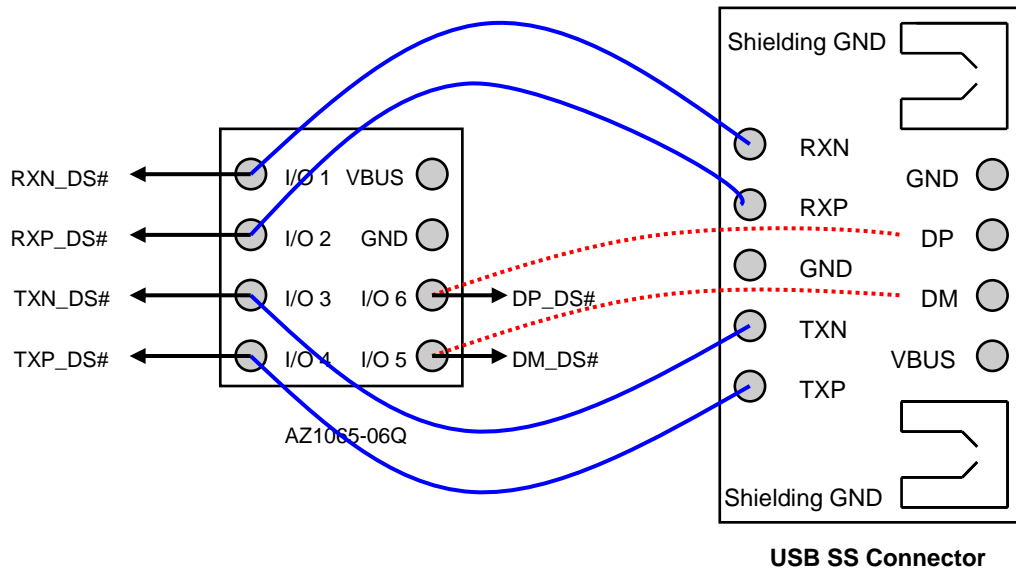 Shielding GND
RXN
RXP
GND
TXN
TXP
GND
DP
DM
VBUS
Shielding GND
USB SS Connector
RXN_DS#
RXP_DS#
TXN_DS#
TXP_DS#
I/O 1
VBUS
I/O 2
GND
I/O 3
I/O 6
I/O 4
I/O 5
DP_DS#
DM_DS#
AZ1065-06Q